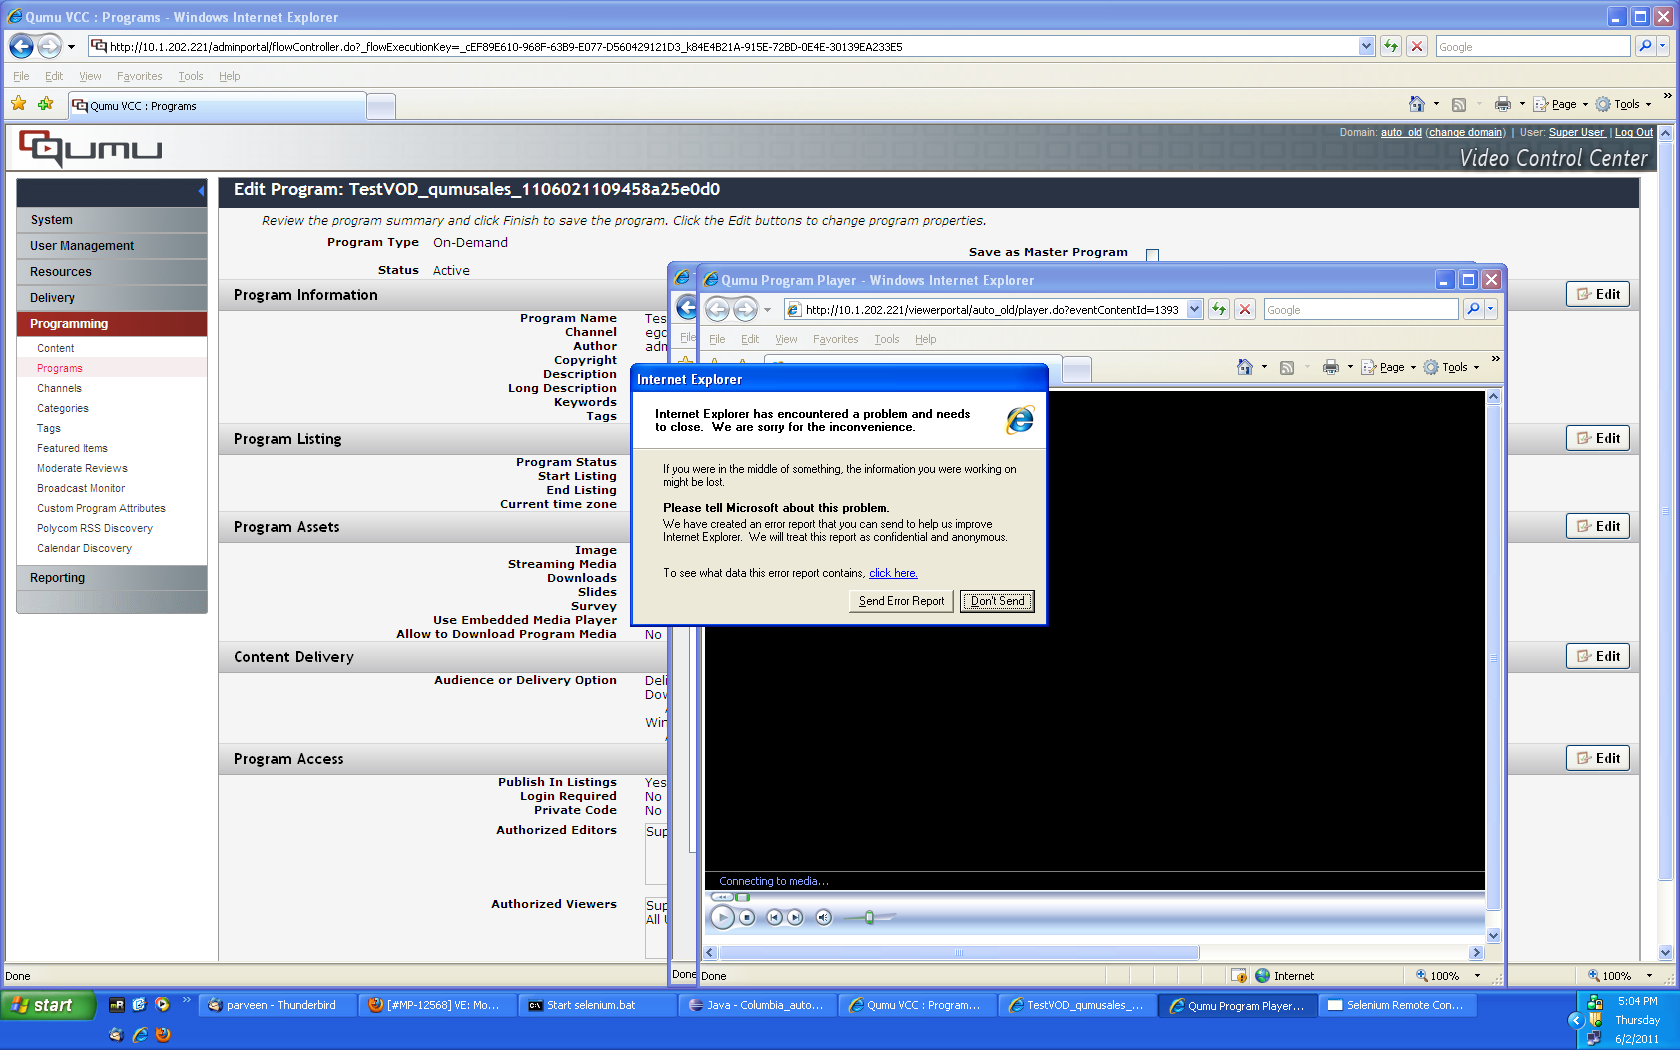 Qumu VCC : Programs - Windows Internet Explorer
http://10.1.202.221/adminportal/flowController.do?_flowExecutionKey=_cEF89E610-968F-63B9-E077-D560429121D3_k84E4B21A-915E-72BD-0E4E-30139EA233E5
Google
File Edit View Favorites Tools Help
Qumu VCC : Programs
Page Tools
Domain: auto_old (change domain) | User: Super User | Log Out
QUMU
Video Control Center
System
User Management
Resources
Delivery
Programming
Content
Programs
Channels
Categories
Tags
Featured Items
Moderate Reviews
Broadcast Monitor
Custom Program Attributes
Polycom RSS Discovery
Calendar Discovery
Reporting
Edit Program: TestVOD_qumusales_1106021109458a25e0d0
Review the program summary and click Finish to save the program. Click the Edit buttons to change program properties.
Program Type On-Demand
Save as Master Program
Status Active
Program Information
Edit
Program Name Tes
Channel egc
Author adm
Copyright
Description
Long Description
Keywords
Tags
Program Listing
Edit
Program Status
Start Listing
End Listing
Current time zone
Program Assets
Edit
Image
Streaming Media
Downloads
Slides
Survey
Use Embedded Media Player
Allow to Download Program Media No
Content Delivery
Edit
Audience or Delivery Option Deli
Dow
Win
Program Access
Edit
Publish In Listings Yes
Login Required No
Private Code No
Authorized Editors Sup
Authorized Viewers Sup
All U
Done
File
Done
Qumu Program Player - Windows Internet Explorer
http://10.1.202.221/viewerportal/auto_old/player.do?eventContentId=1393
Google
File Edit View Favorites Tools Help
Page Tools
Connecting to media...
Done
Internet
100%
100%
Internet Explorer
Internet Explorer has encountered a problem and needs
to close. We are sorry for the inconvenience.
If you were in the middle of something, the information you were working on
might be lost.
Please tell Microsoft about this problem.
We have created an error report that you can send to help us improve
Internet Explorer. We will treat this report as confidential and anonymous.
To see what data this error report contains, click here.
Send Error Report Don't Send
start
parveen - Thunderbird
[#MP-12568] VE: Mo...
Start selenium.bat
Java - Columbia_auto...
Qumu VCC : Program...
TestVOD_qumusales_...
Qumu Program Player...
Selenium Remote Con...
5:04 PM
Thursday
6/2/2011